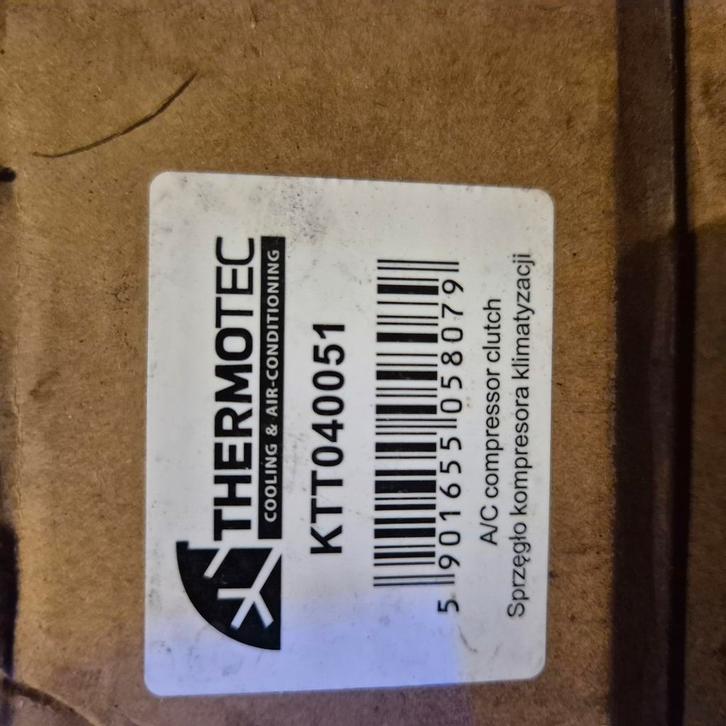 THERMOTEC
COOLING & AIR-CONDITIONING
KTT040051
5 901655 058079
A/C compressor clutch
Sprzęgło kompresora klimatyzacji